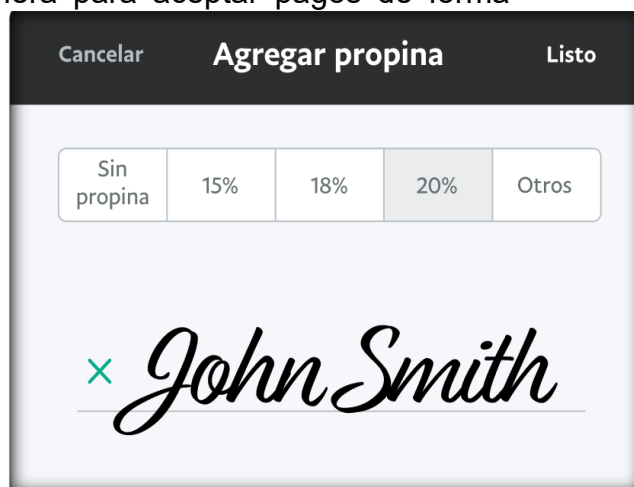 para aceptar pagos de forma
Cancelar
Agregar propina
Listo
Sin
propina
15%
18%
20%
Otros
× John Smith